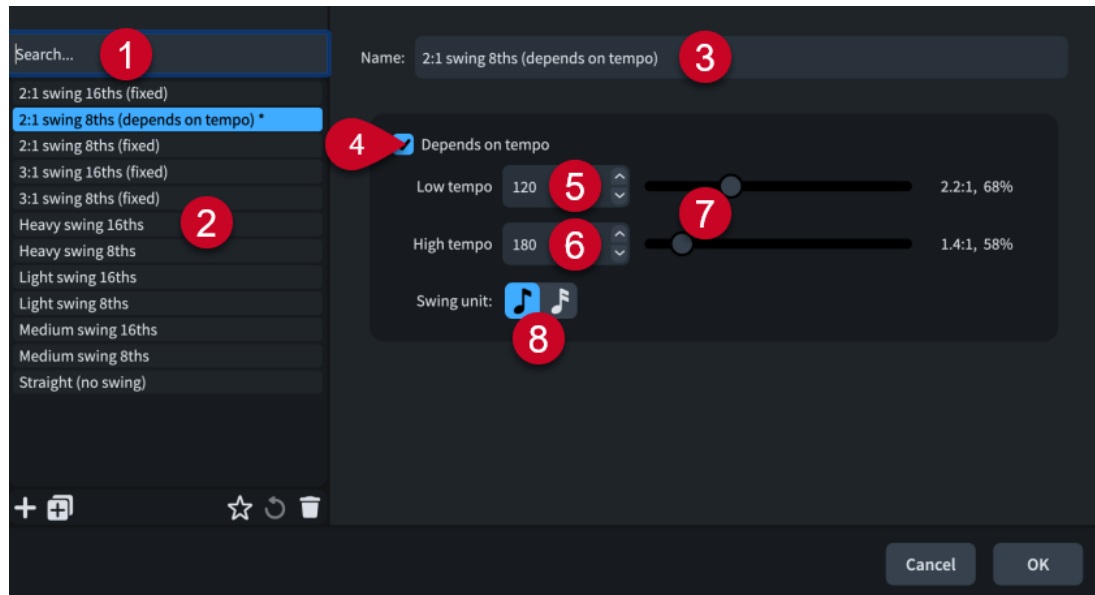 Search...
1
Name:
2:1 swing 8ths (depends on tempo)
3
2:1 swing 16ths (fixed)
2:1 swing 8ths (depends on tempo) *
2:1 swing 8ths (fixed)
3:1 swing 16ths (fixed)
3:1 swing 8ths (fixed)
Heavy swing 16ths
2
Heavy swing 8ths
Light swing 16ths
Light swing 8ths
Medium swing 16ths
Medium swing 8ths
Straight (no swing)
4
Depends on tempo
Low tempo
120
5
7
2.2:1, 68%
High tempo
180
6
1.4:1, 58%
Swing unit:
8
Cancel
OK